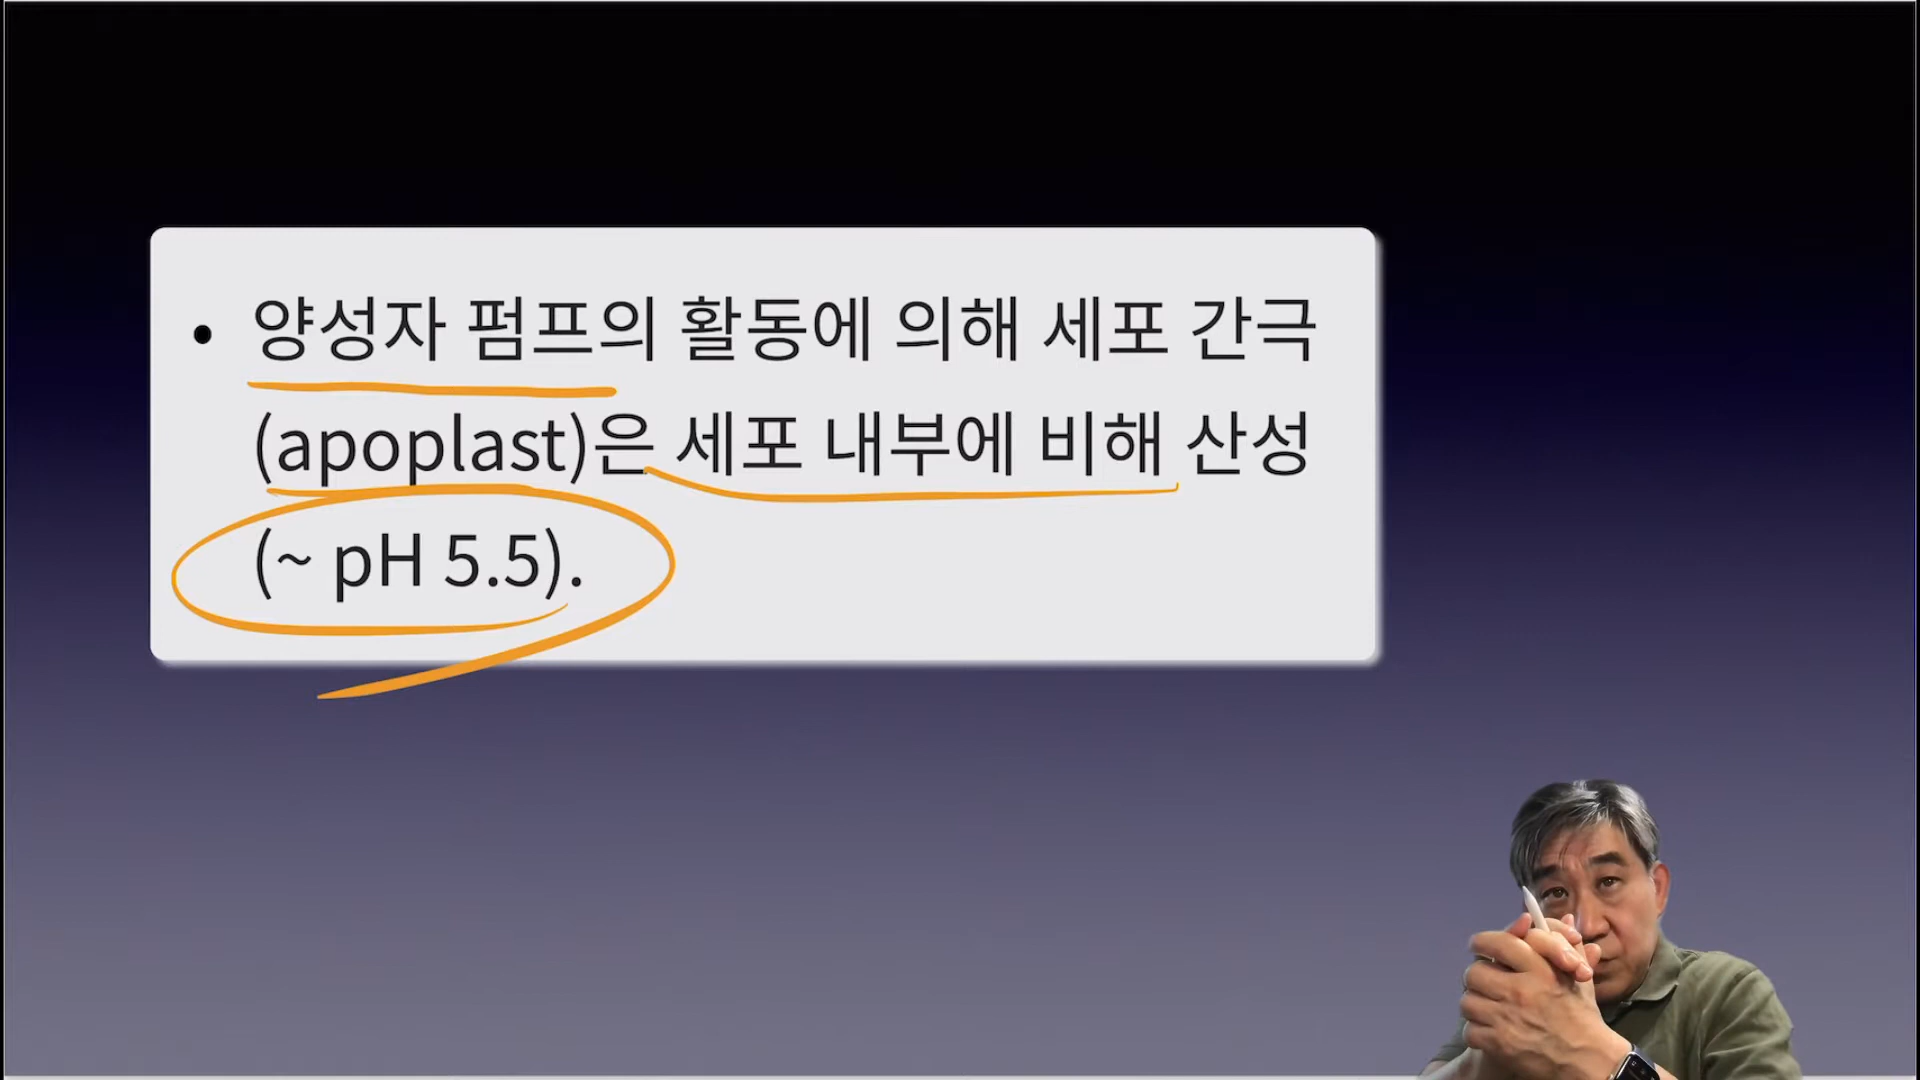 • 양성자 펌프의 활동에 의해 세포 간극
(apoplast)은 세포 내부에 비해 산성
(~ pH 5.5).